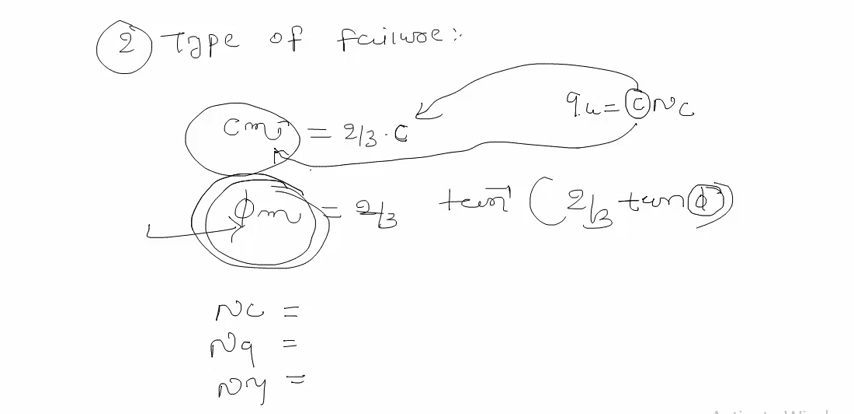 ② Type of failure:
qu = C Nc
Cm = 2/3 · C
ϕm = 2/3 tan⁻¹ ( 2/3 tan ϕ )
Nc =
Nq =
Nγ =